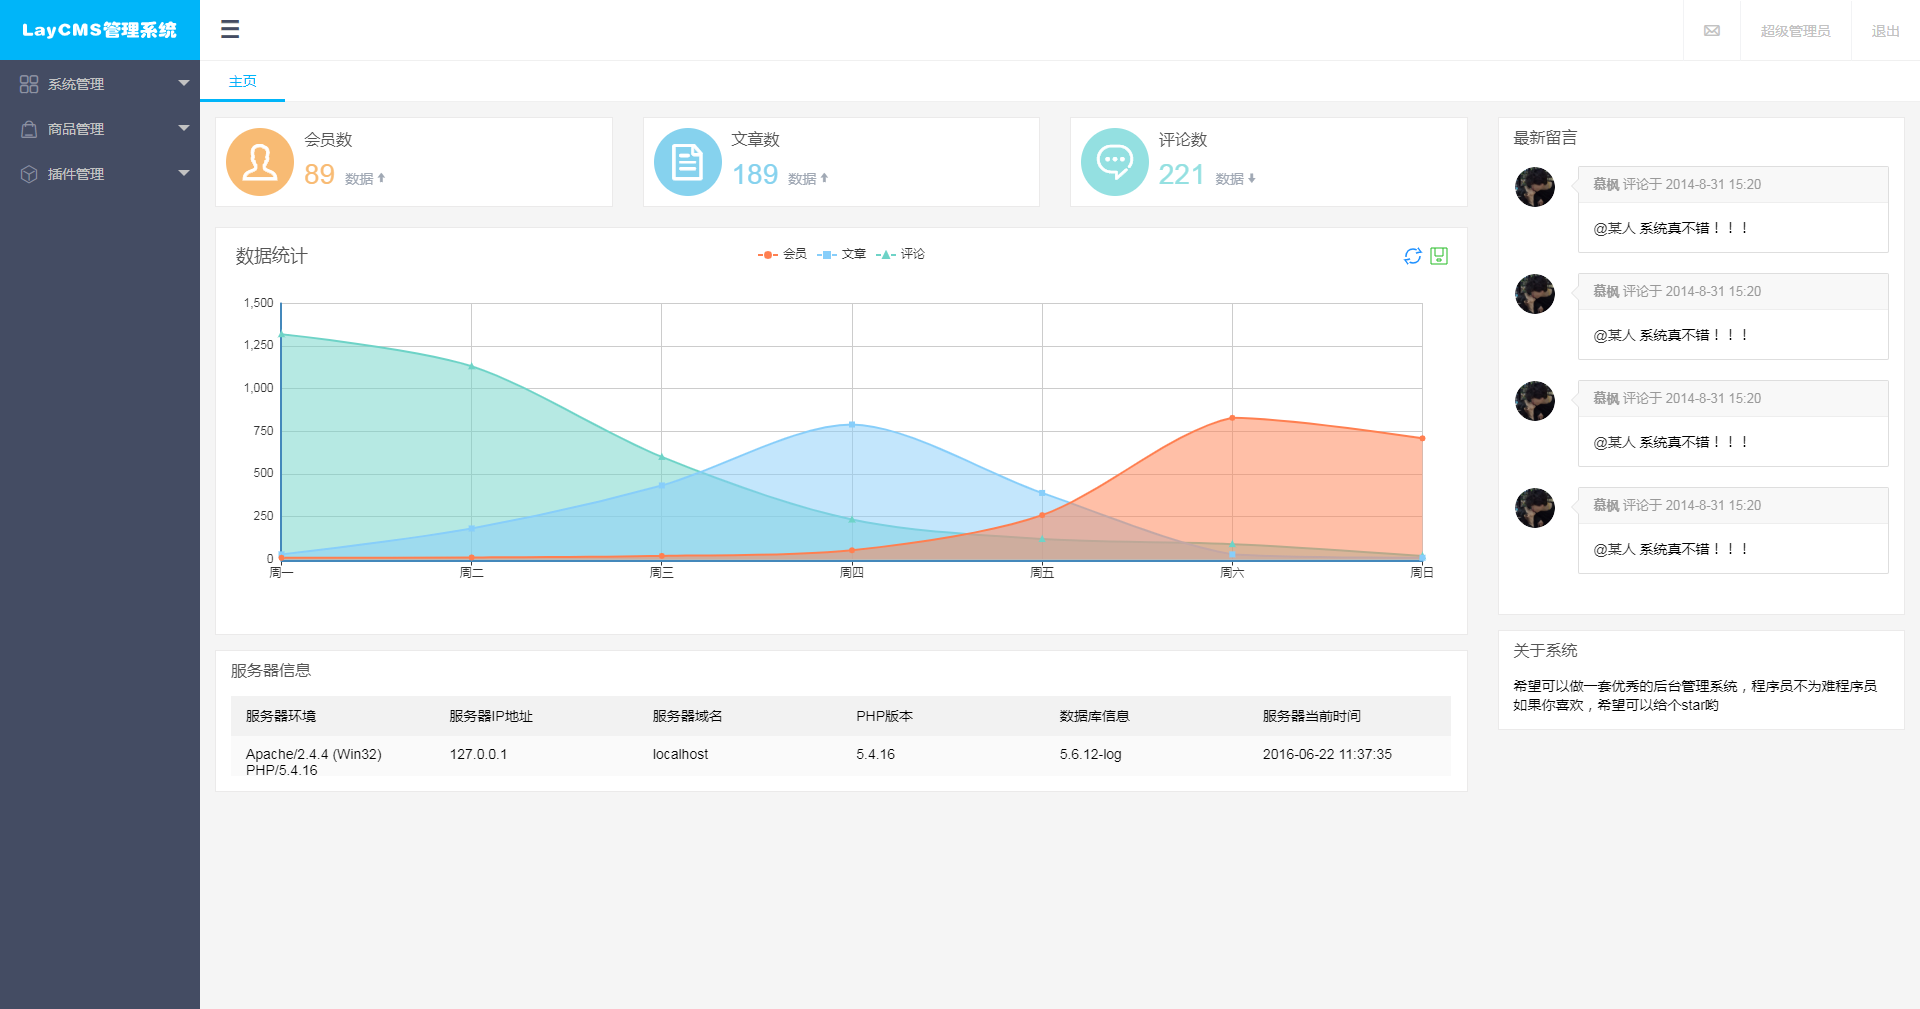 LayCMS管理系统
超级管理员
退出
系统管理
商品管理
插件管理
主页
会员数
89 数据
文章数
189 数据
评论数
221 数据
数据统计
会员 文章 评论
1,500
1,250
1,000
750
500
250
0
周一 周二 周三 周四 周五 周六 周日
服务器信息
服务器环境 服务器IP地址 服务器域名 PHP版本 数据库信息 服务器当前时间
Apache/2.4.4 (Win32) 127.0.0.1 localhost 5.4.16 5.6.12-log 2016-06-22 11:37:35
PHP/5.4.16
最新留言
慕枫 评论于 2014-8-31 15:20
@某人 系统真不错！！！
慕枫 评论于 2014-8-31 15:20
@某人 系统真不错！！！
慕枫 评论于 2014-8-31 15:20
@某人 系统真不错！！！
慕枫 评论于 2014-8-31 15:20
@某人 系统真不错！！！
关于系统
希望可以做一套优秀的后台管理系统，程序员不为难程序员
如果你喜欢，希望可以给个star哟